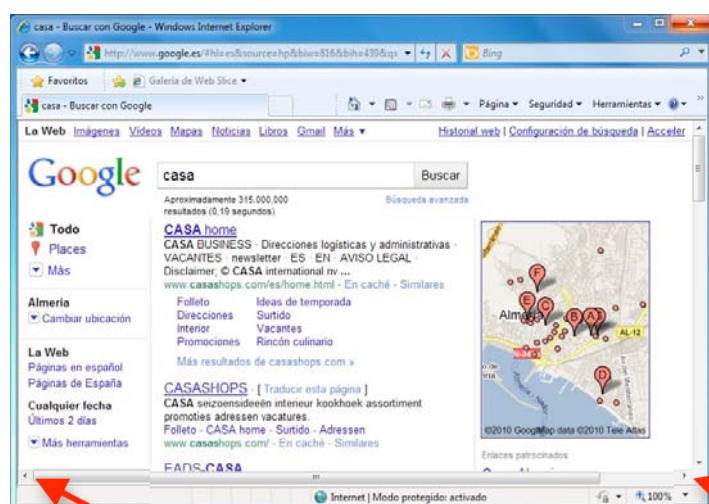 casa - Buscar con Google - Windows Internet Explorer
http://www.google.es/#hl=es&source=hp&biw=816&bih=439&q=
Bing
Favoritos
Galería de Web Slice
casa - Buscar con Google
Página
Seguridad
Herramientas
La Web Imágenes Vídeos Mapas Noticias Libros Gmail Más
Historial web | Configuración de búsqueda | Acceder
Google
casa
Buscar
Aproximadamente 315.000.000
resultados (0,19 segundos)
Búsqueda avanzada
Todo
Places
Más
Almería
Cambiar ubicación
La Web
Páginas en español
Páginas de España
Cualquier fecha
Últimos 2 días
Más herramientas
CASA home
CASA BUSINESS · Direcciones logísticas y administrativas ·
VACANTES · newsletter · ES · EN · AVISO LEGAL ·
Disclaimer; © CASA international nv ...
www.casashops.com/es/home.html - En caché - Similares
Folleto Ideas de temporada
Direcciones Surtido
Interior Vacantes
Promociones Rincón culinario
Más resultados de casashops.com »
CASASHOPS - [ Traducir esta página ]
CASA seizoensideeën interieur kookhoek assortiment
promoties adressen vacatures.
Folleto - CASA home - Surtido - Adressen
www.casashops.com/ - En caché - Similares
EADS-CASA
F
E
C
Almería
B
A
AL-12
D
©2010 Google
Map data ©2010 Tele Atlas
Enlaces patrocinados
Internet | Modo protegido: activado
100%